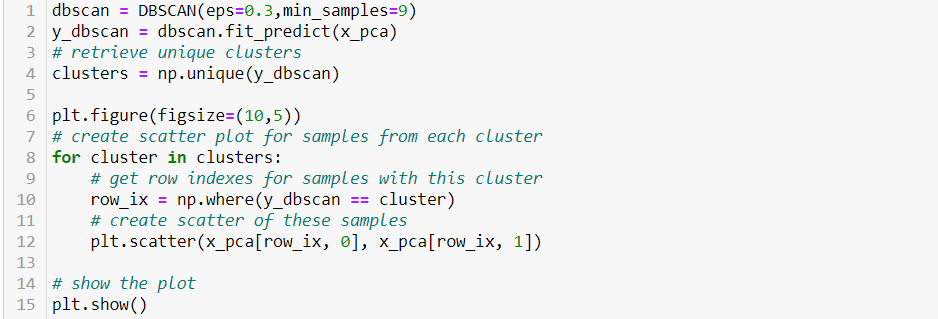 1 dbscan = DBSCAN(eps=0.3,min_samples=9)
2 y_dbscan = dbscan.fit_predict(x_pca)
3 # retrieve unique clusters
4 clusters = np.unique(y_dbscan)
5
6 plt.figure(figsize=(10,5))
7 # create scatter plot for samples from each cluster
8 for cluster in clusters:
9     # get row indexes for samples with this cluster
10     row_ix = np.where(y_dbscan == cluster)
11     # create scatter of these samples
12     plt.scatter(x_pca[row_ix, 0], x_pca[row_ix, 1])
13
14 # show the plot
15 plt.show()